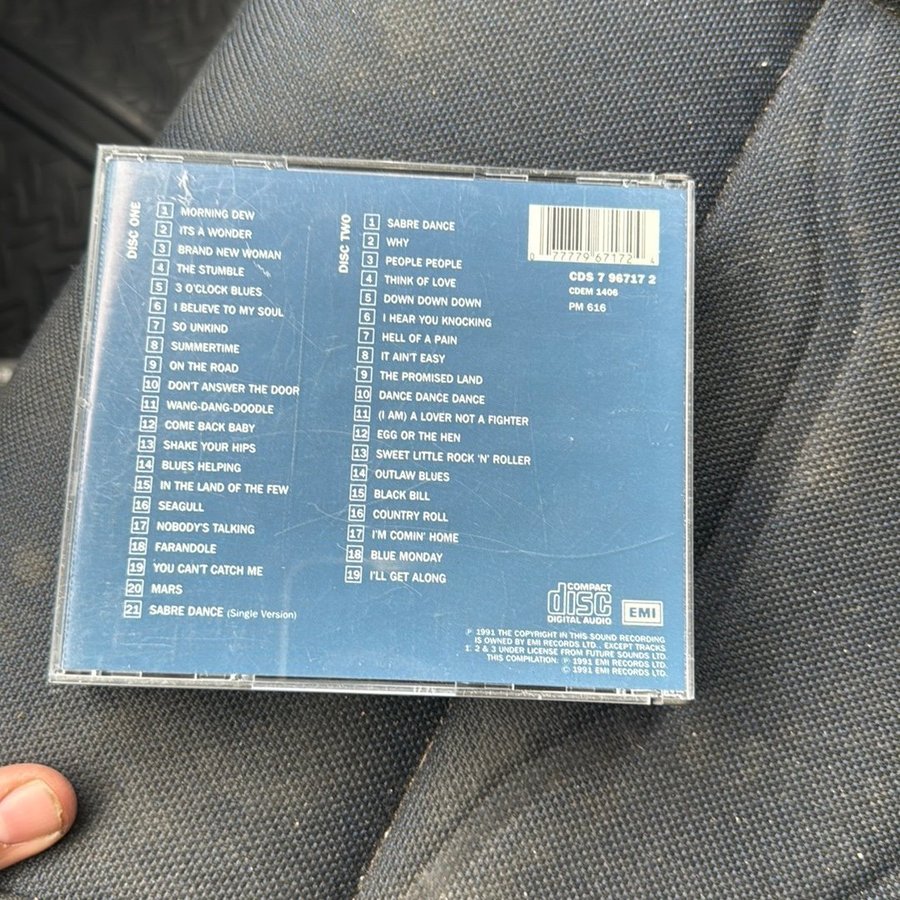 DISC ONE
1 MORNING DEW
2 ITS A WONDER
3 BRAND NEW WOMAN
4 THE STUMBLE
5 3 O'CLOCK BLUES
6 I BELIEVE TO MY SOUL
7 SO UNKIND
8 SUMMERTIME
9 ON THE ROAD
10 DON'T ANSWER THE DOOR
11 WANG-DANG-DOODLE
12 COME BACK BABY
13 SHAKE YOUR HIPS
14 BLUES HELPING
15 IN THE LAND OF THE FEW
16 SEAGULL
17 NOBODY'S TALKING
18 FARANDOLE
19 YOU CAN'T CATCH ME
20 MARS
21 SABRE DANCE (Single Version)
DISC TWO
1 SABRE DANCE
2 WHY
3 PEOPLE PEOPLE
4 THINK OF LOVE
5 DOWN DOWN DOWN
6 I HEAR YOU KNOCKING
7 HELL OF A PAIN
8 IT AIN'T EASY
9 THE PROMISED LAND
10 DANCE DANCE DANCE
11 (I AM) A LOVER NOT A FIGHTER
12 EGG OR THE HEN
13 SWEET LITTLE ROCK 'N' ROLLER
14 OUTLAW BLUES
15 BLACK BILL
16 COUNTRY ROLL
17 I'M COMIN' HOME
18 BLUE MONDAY
19 I'LL GET ALONG
0 77779 67172 4
CDS 7 96717 2
CDEM 1406
PM 616
COMPACT
disc
DIGITAL AUDIO
EMI
℗ 1991 THE COPYRIGHT IN THIS SOUND RECORDING
IS OWNED BY EMI RECORDS LTD., EXCEPT TRACKS
1, 2 & 3 UNDER LICENSE FROM FUTURE SOUNDS LTD.
THIS COMPILATION: ℗ 1991 EMI RECORDS LTD.
© 1991 EMI RECORDS LTD.